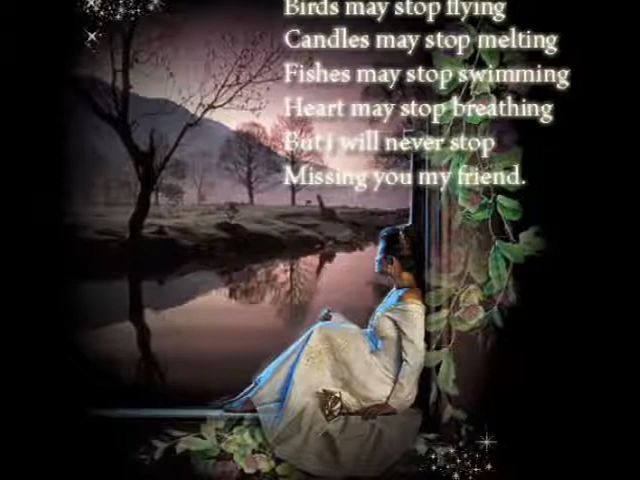 Birds may stop flying
Candles may stop melting
Fishes may stop swimming
Heart may stop breathing
But i will never stop
Missing you my friend.